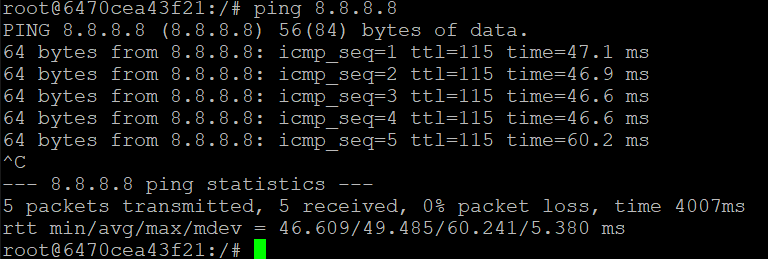 root@6470cea43f21:/# ping 8.8.8.8
PING 8.8.8.8 (8.8.8.8) 56(84) bytes of data.
64 bytes from 8.8.8.8: icmp_seq=1 ttl=115 time=47.1 ms
64 bytes from 8.8.8.8: icmp_seq=2 ttl=115 time=46.9 ms
64 bytes from 8.8.8.8: icmp_seq=3 ttl=115 time=46.6 ms
64 bytes from 8.8.8.8: icmp_seq=4 ttl=115 time=46.6 ms
64 bytes from 8.8.8.8: icmp_seq=5 ttl=115 time=60.2 ms
^C
--- 8.8.8.8 ping statistics ---
5 packets transmitted, 5 received, 0% packet loss, time 4007ms
rtt min/avg/max/mdev = 46.609/49.485/60.241/5.380 ms
root@6470cea43f21:/#